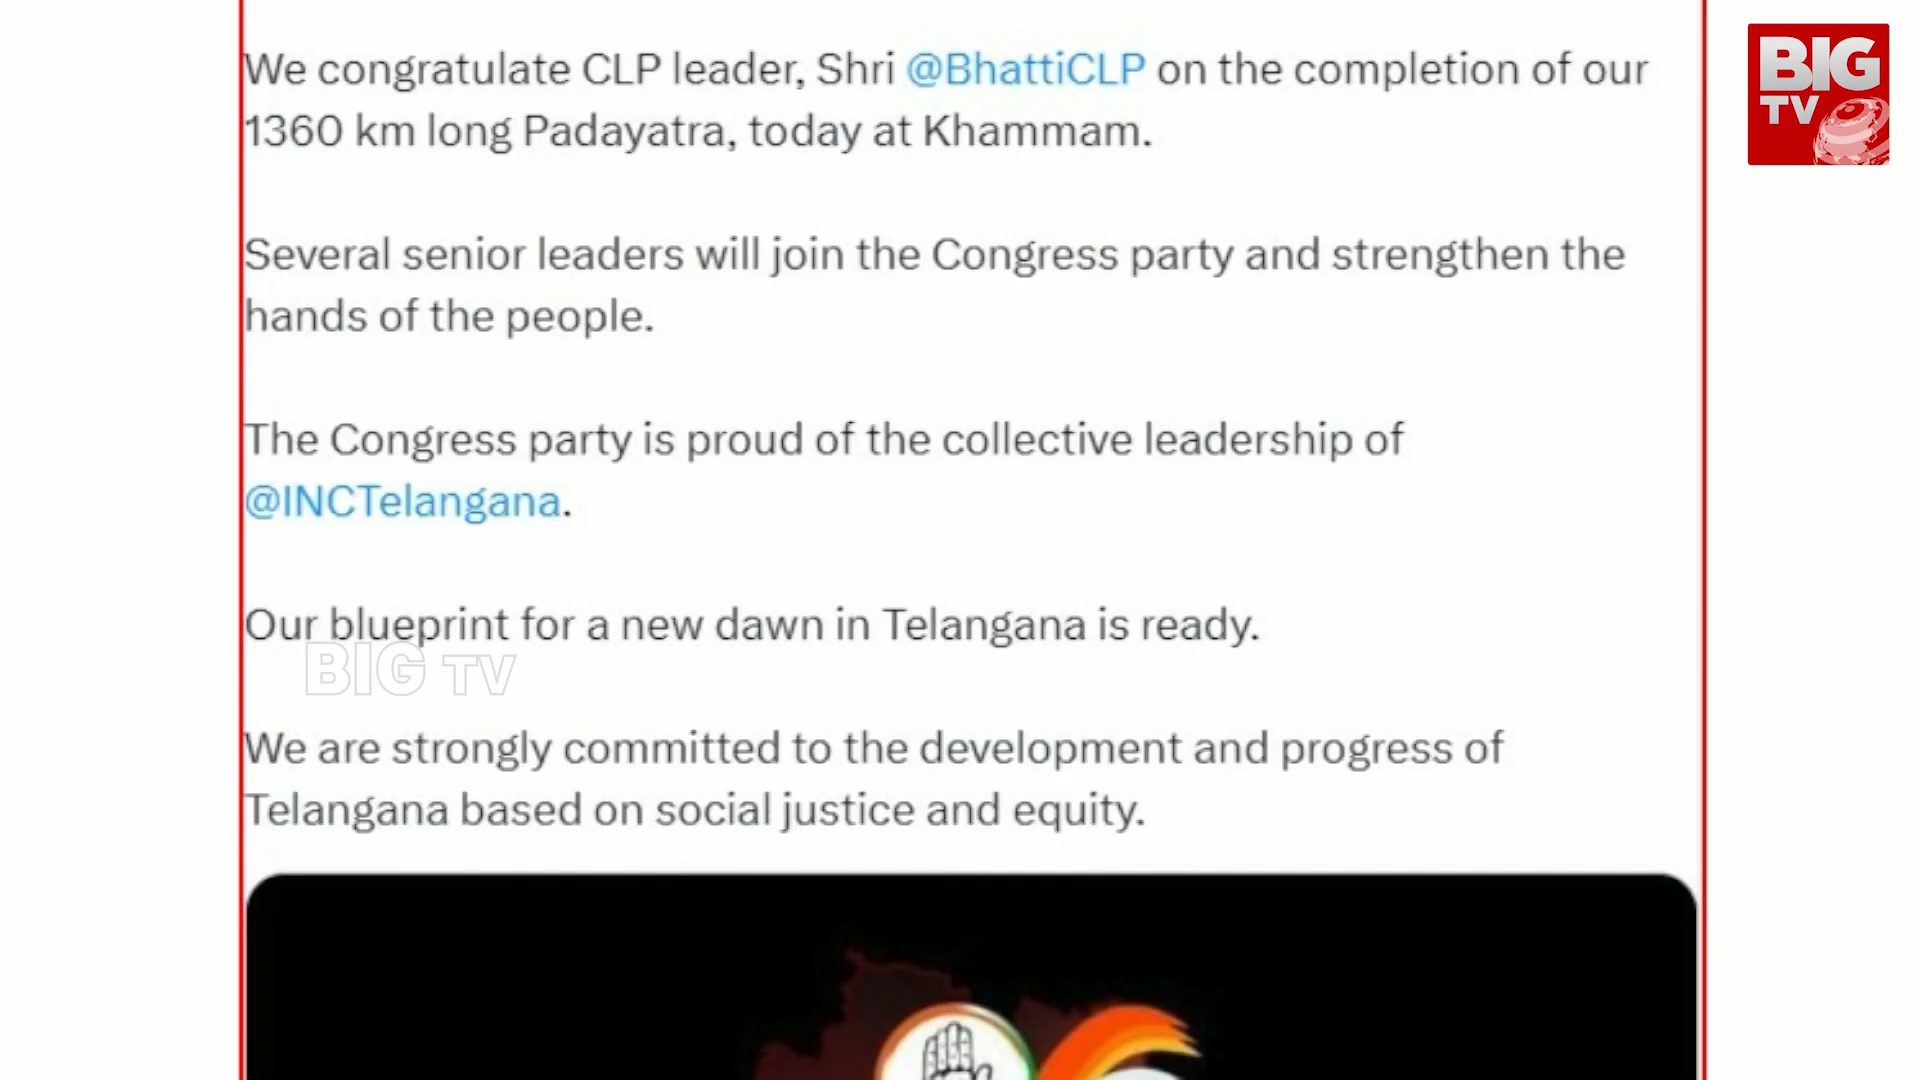 We congratulate CLP leader, Shri @BhattiCLP on the completion of our
1360 km long Padayatra, today at Khammam.
Several senior leaders will join the Congress party and strengthen the
hands of the people.
The Congress party is proud of the collective leadership of
@INCTelangana.
Our blueprint for a new dawn in Telangana is ready.
We are strongly committed to the development and progress of
Telangana based on social justice and equity.
BIG
TV
BIG TV